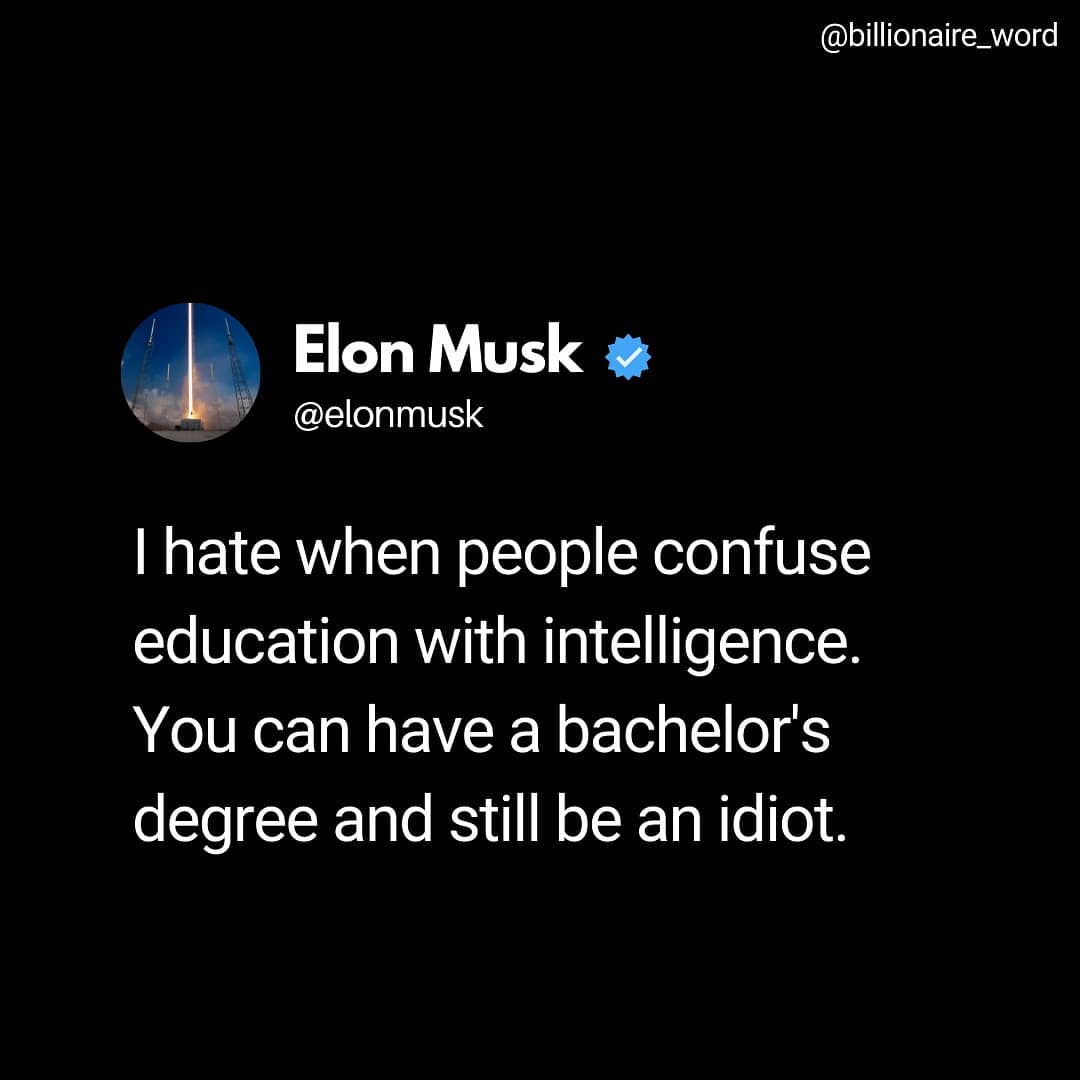 @billionaire_word
Elon Musk
@elonmusk
I hate when people confuse
education with intelligence.
You can have a bachelor's
degree and still be an idiot.